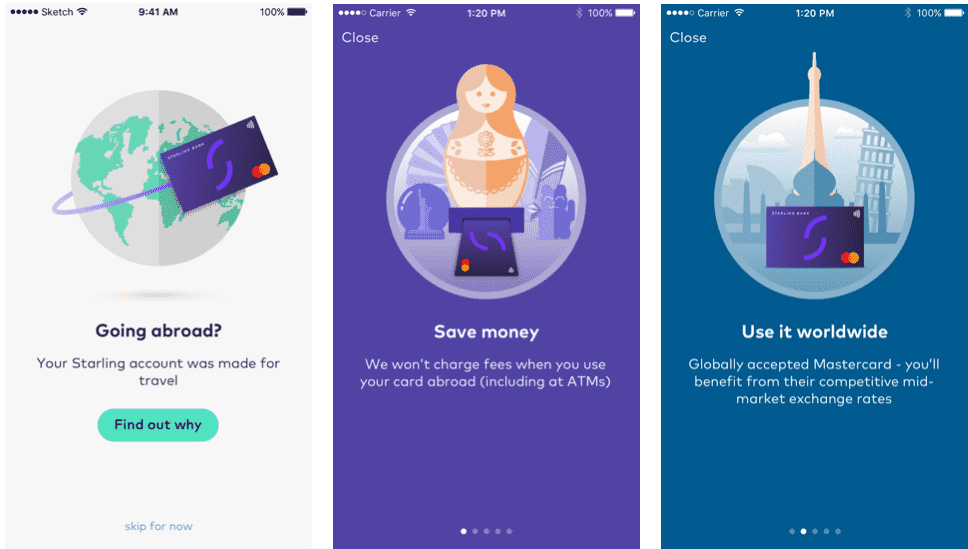 Sketch 9:41 AM 100%
STARLING BANK
Going abroad?
Your Starling account was made for
travel
Find out why
skip for now
Carrier 1:20 PM 100%
Close
Save money
We won't charge fees when you use
your card abroad (including at ATMs)
Carrier 1:20 PM 100%
Close
STARLING BANK
Use it worldwide
Globally accepted Mastercard - you'll
benefit from their competitive mid-
market exchange rates